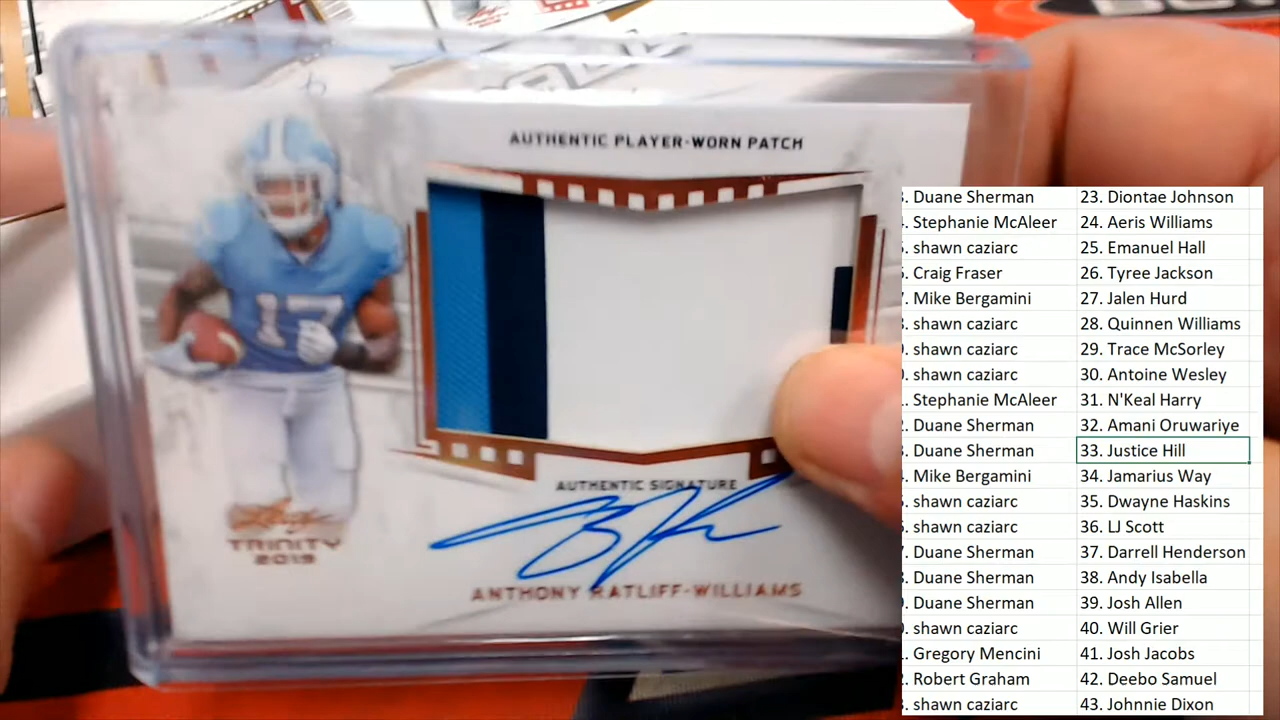 AUTHENTIC PLAYER-WORN PATCH
17
AUTHENTIC SIGNATURE
Leaf
TRINITY
2019
ANTHONY RATLIFF-WILLIAMS
. Duane Sherman 23. Diontae Johnson
. Stephanie McAleer 24. Aeris Williams
. shawn caziarc 25. Emanuel Hall
. Craig Fraser 26. Tyree Jackson
Mike Bergamini 27. Jalen Hurd
. shawn caziarc 28. Quinnen Williams
. shawn caziarc 29. Trace McSorley
. shawn caziarc 30. Antoine Wesley
. Stephanie McAleer 31. N'Keal Harry
. Duane Sherman 32. Amani Oruwariye
. Duane Sherman 33. Justice Hill
. Mike Bergamini 34. Jamarius Way
. shawn caziarc 35. Dwayne Haskins
. shawn caziarc 36. LJ Scott
. Duane Sherman 37. Darrell Henderson
. Duane Sherman 38. Andy Isabella
. Duane Sherman 39. Josh Allen
. shawn caziarc 40. Will Grier
. Gregory Mencini 41. Josh Jacobs
. Robert Graham 42. Deebo Samuel
. shawn caziarc 43. Johnnie Dixon